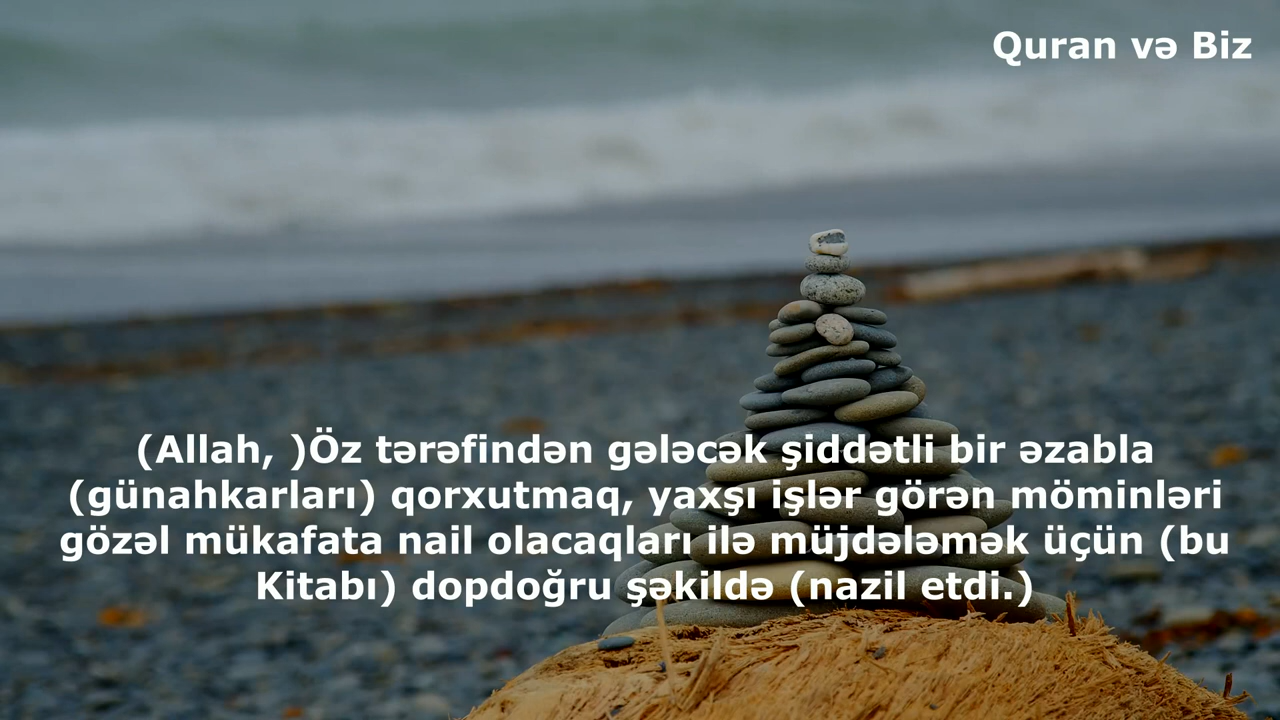 Quran və Biz
(Allah, )Öz tərəfindən gələcək şiddətli bir əzabla
(günahkarları) qorxutmaq, yaxşı işlər görən möminləri
gözəl mükafata nail olacaqları ilə müjdələmək üçün (bu
Kitabı) dopdoğru şəkildə (nazil etdi.)